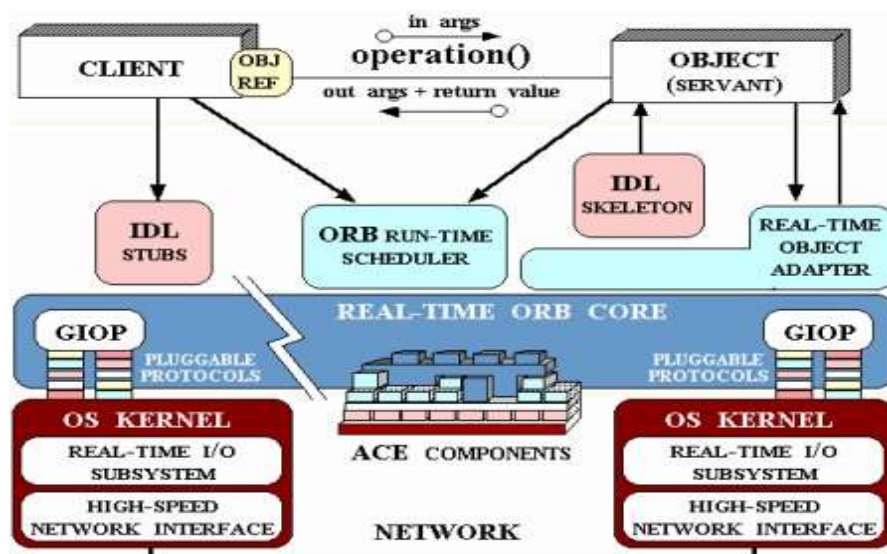 in args
CLIENT
OBJ
REF
operation()
out args + return value
OBJECT
(SERVANT)
IDL
STUBS
ORB RUN-TIME
SCHEDULER
IDL
SKELETON
REAL-TIME
OBJECT
ADAPTER
REAL-TIME ORB CORE
GIOP
PLUGGABLE
PROTOCOLS
PLUGGABLE
PROTOCOLS
GIOP
OS KERNEL
REAL-TIME I/O
SUBSYSTEM
HIGH-SPEED
NETWORK INTERFACE
ACE COMPONENTS
NETWORK
OS KERNEL
REAL-TIME I/O
SUBSYSTEM
HIGH-SPEED
NETWORK INTERFACE